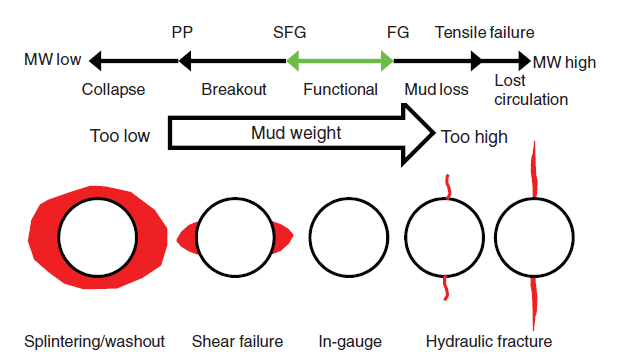 PP SFG FG Tensile failure
MW low MW high
Collapse Breakout Functional Mud loss Lost
circulation
Too low Mud weight Too high
Splintering/washout Shear failure In-gauge Hydraulic fracture